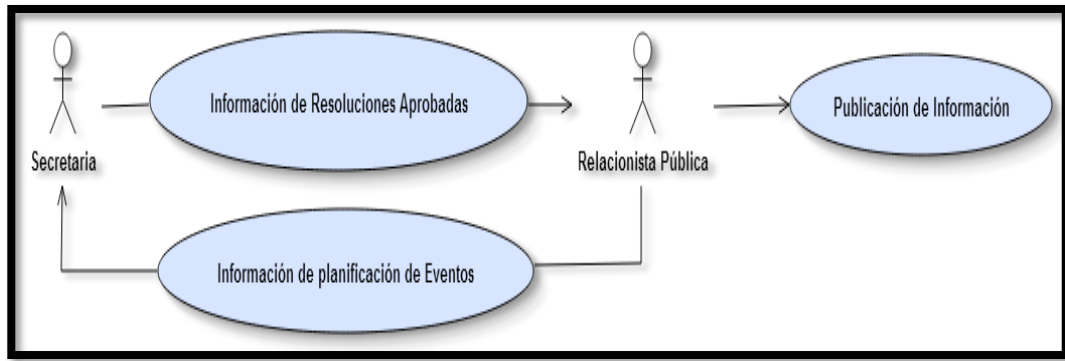 Información de Resoluciones Aprobadas
Publicación de Información
Secretaria
Relacionista Pública
Información de planificación de Eventos